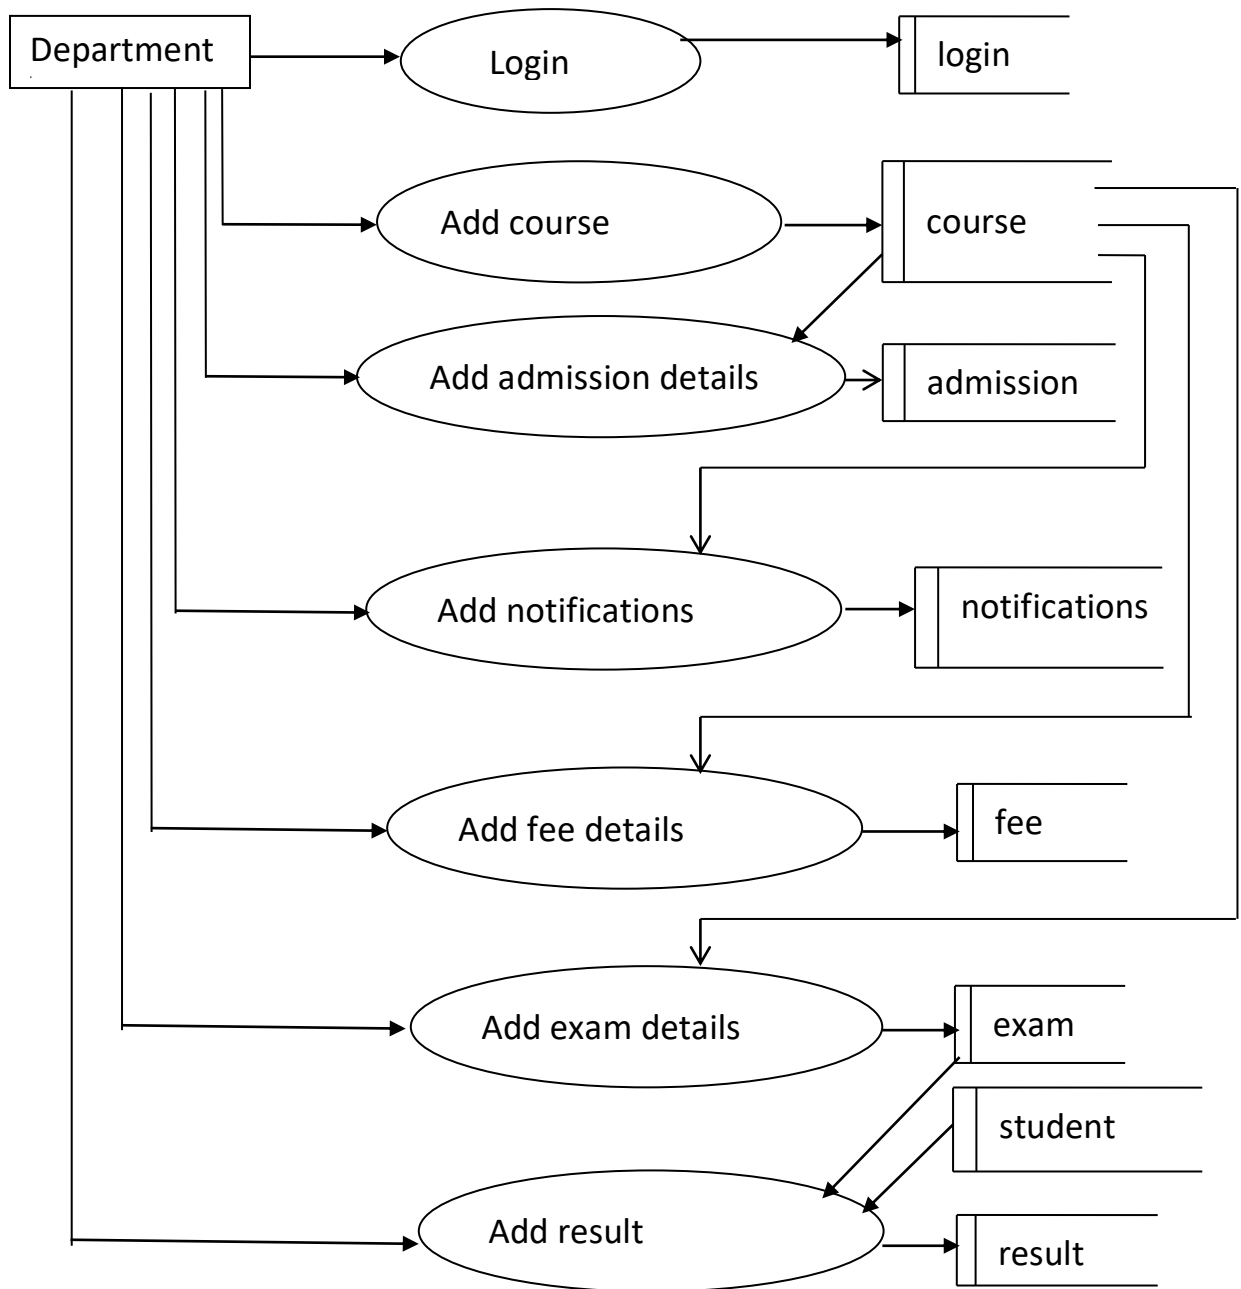 Department
Login
login
Add course
course
Add admission details
admission
Add notifications
notifications
Add fee details
fee
Add exam details
exam
student
Add result
result